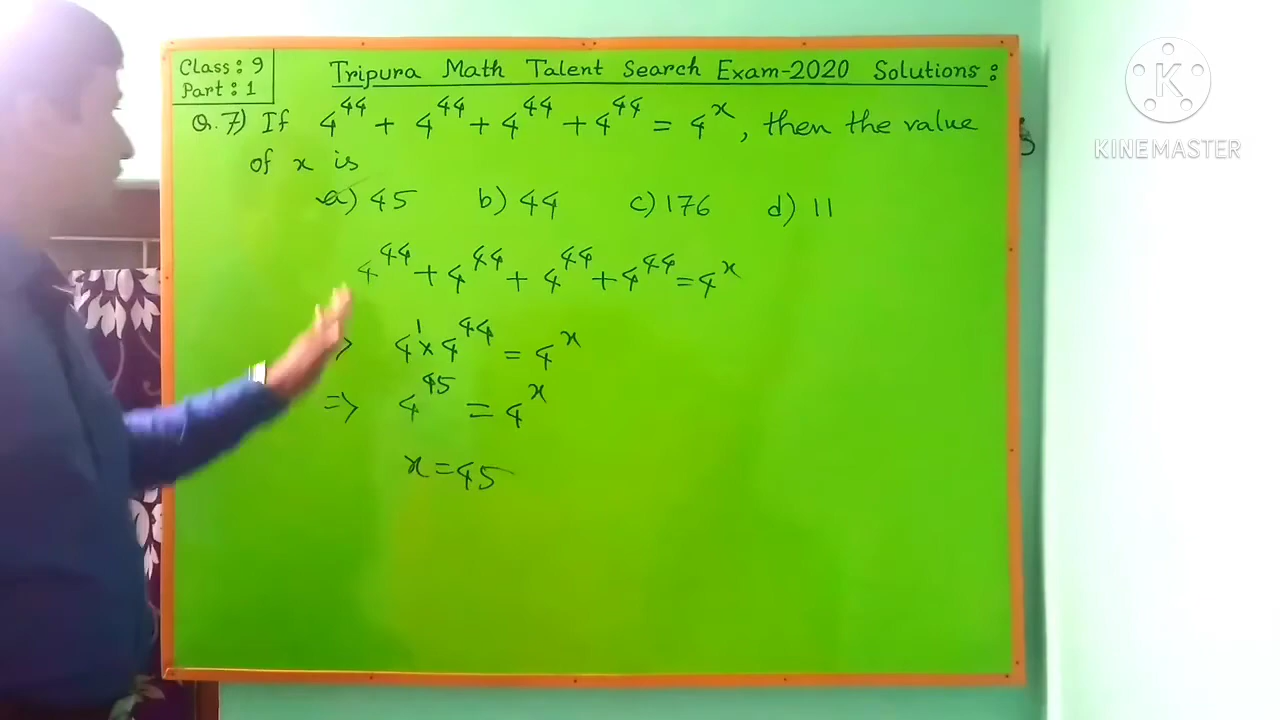 Class: 9
Part: 1
Tripura Math Talent Search Exam-2020 Solutions:
Q.7) If 4^44 + 4^44 + 4^44 + 4^44 = 4^x, then the value
of x is
a) 45 b) 44 c) 176 d) 11
4^44 + 4^44 + 4^44 + 4^44 = 4^x
4^1 × 4^44 = 4^x
=> 4^45 = 4^x
x = 45
K
KINEMASTER